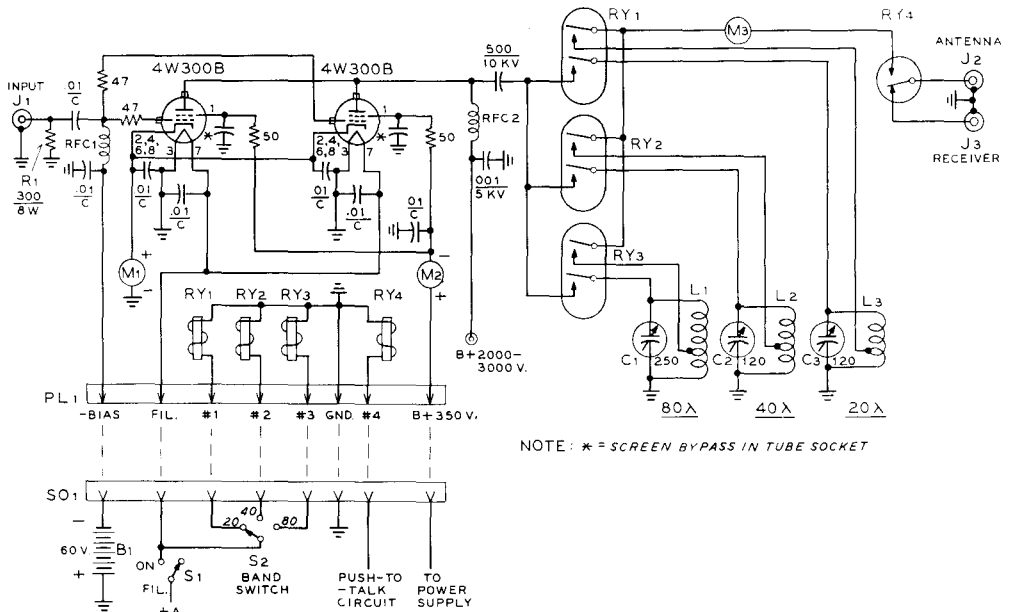 RY1
RY4
4W300B
4W300B
500
10 KV
M3
ANTENNA
J2
J3
RECEIVER
INPUT
J1
.01
C
47
47
1
*
50
1
*
50
RFC1
.01
C
R1
300
8W
2,4,
6,8
3
7
.01
C
.01
C
2,4,
6,8
3
7
.01
C
.01
C
.01
C
RFC2
.001
5 KV
RY2
RY3
+
M1
-
-
M2
+
RY1
RY2
RY3
RY4
B+2000-
3000 V.
L1
L2
L3
C1
250
C2
120
C3
120
80λ
40λ
20λ
PL1
-BIAS
FIL.
#1
#2
#3
GND.
#4
B+350 V.
NOTE: * = SCREEN BYPASS IN TUBE SOCKET
SO1
-
60 V.
B1
+
20
40
80
ON
S1
FIL.
+A
S2
BAND
SWITCH
PUSH-TO
-TALK
CIRCUIT
TO
POWER
SUPPLY